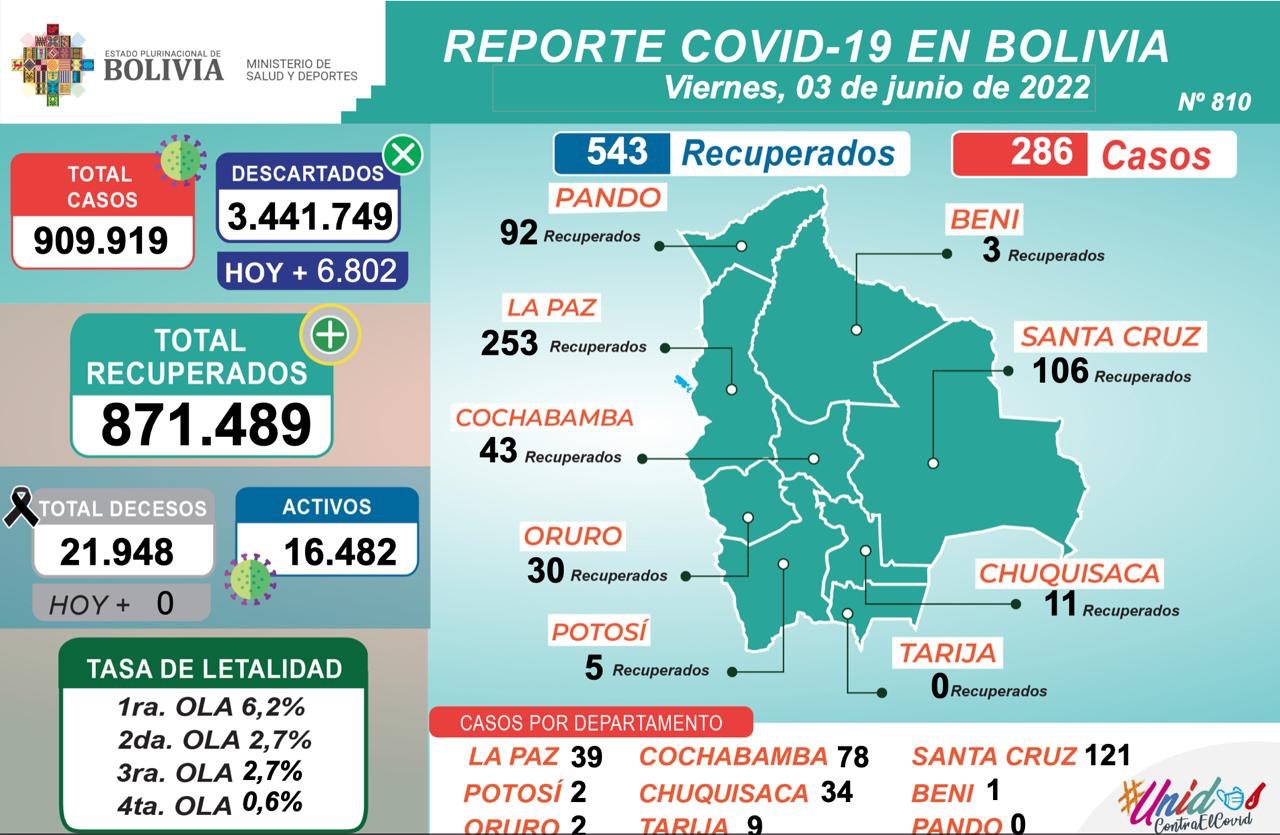 ESTADO PLURINACIONAL DE
BOLIVIA
MINISTERIO DE
SALUD Y DEPORTES
REPORTE COVID-19 EN BOLIVIA
Viernes, 03 de junio de 2022
Nº 810
TOTAL
CASOS
909.919
DESCARTADOS
3.441.749
HOY + 6.802
TOTAL
RECUPERADOS
871.489
TOTAL DECESOS
21.948
HOY + 0
ACTIVOS
16.482
TASA DE LETALIDAD
1ra. OLA 6,2%
2da. OLA 2,7%
3ra. OLA 2,7%
4ta. OLA 0,6%
543 Recuperados
286 Casos
PANDO
92 Recuperados
BENI
3 Recuperados
LA PAZ
253 Recuperados
SANTA CRUZ
106 Recuperados
COCHABAMBA
43 Recuperados
ORURO
30 Recuperados
CHUQUISACA
11 Recuperados
POTOSÍ
5 Recuperados
TARIJA
0 Recuperados
CASOS POR DEPARTAMENTO
LA PAZ 39 COCHABAMBA 78 SANTA CRUZ 121
POTOSÍ 2 CHUQUISACA 34 BENI 1
ORURO 2 TARIJA 9 PANDO 0
#Unidos
ContraElCovid